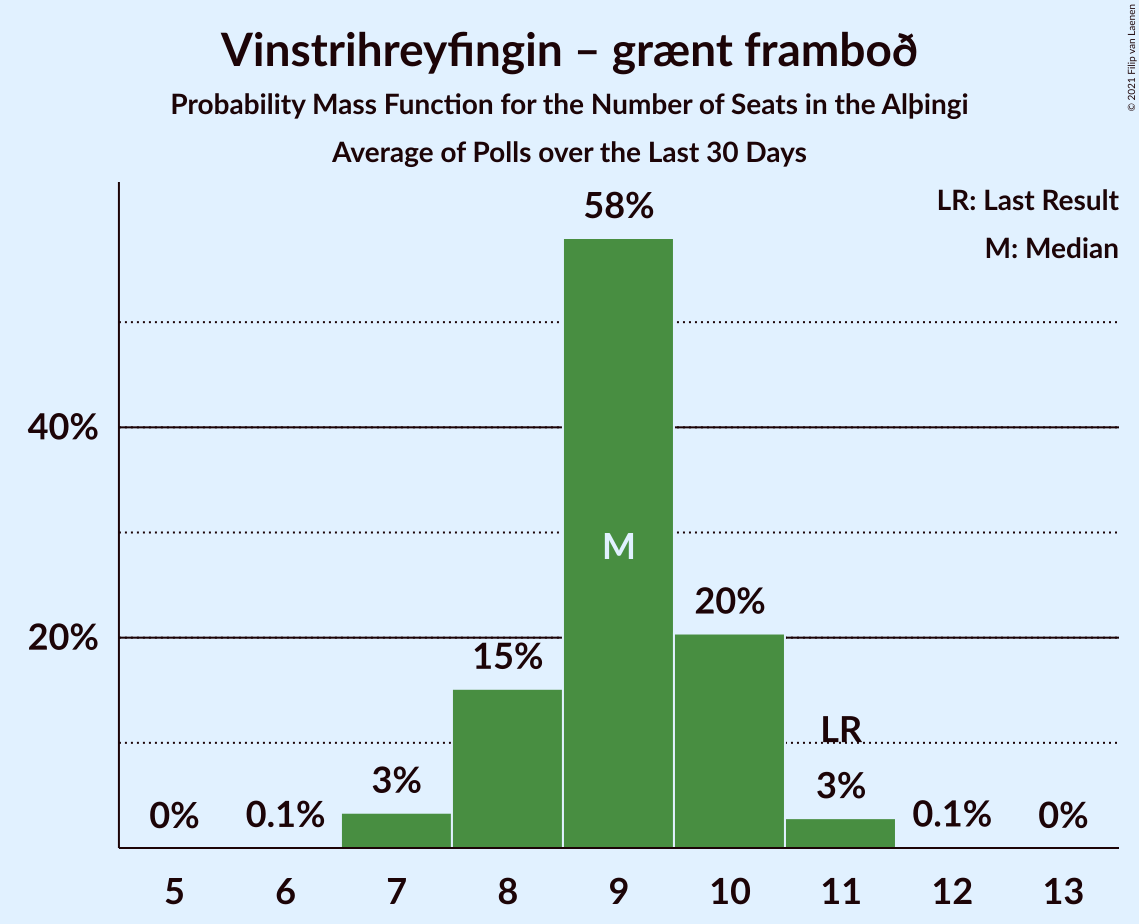 Vinstrihreyfingin – grænt framboð
Probability Mass Function for the Number of Seats in the Alþingi
Average of Polls over the Last 30 Days
© 2021 Filip van Laenen
LR: Last Result
M: Median
40%
20%
0%
0.1%
3%
15%
58%
M
20%
LR
3%
0.1%
0%
5 6 7 8 9 10 11 12 13